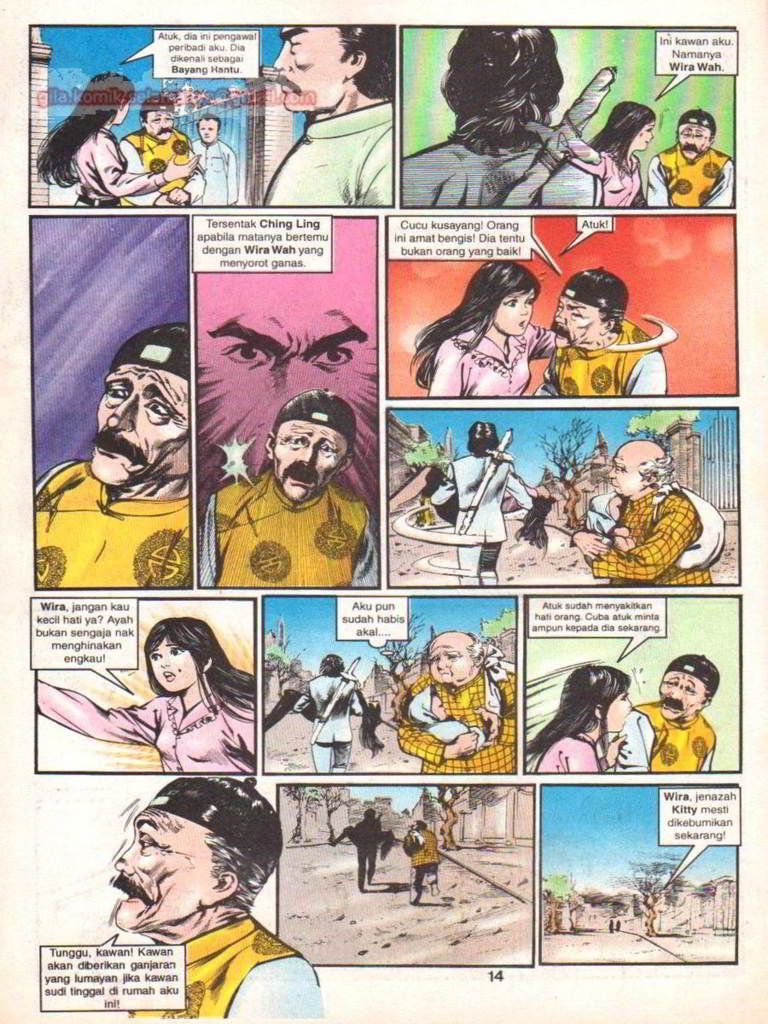 Atuk, dia ini pengawal
peribadi aku. Dia
dikenali sebagai
Bayang Hantu.
Ini kawan aku.
Namanya
Wira Wah.
Tersentak Ching Ling
apabila matanya bertemu
dengan Wira Wah yang
menyorot ganas.
Cucu kusayang! Orang
ini amat bengis! Dia tentu
bukan orang yang baik!
Atuk!
Wira, jangan kau
kecil hati ya? Ayah
bukan sengaja nak
menghinakan
engkau!
Aku pun
sudah habis
akal....
Atuk sudah menyakitkan
hati orang. Cuba atuk minta
ampun kepada dia sekarang.
Tunggu, kawan! Kawan
akan diberikan ganjaran
yang lumayan jika kawan
sudi tinggal di rumah aku
ini!
Wira, jenazah
Kitty mesti
dikebumikan
sekarang!
14